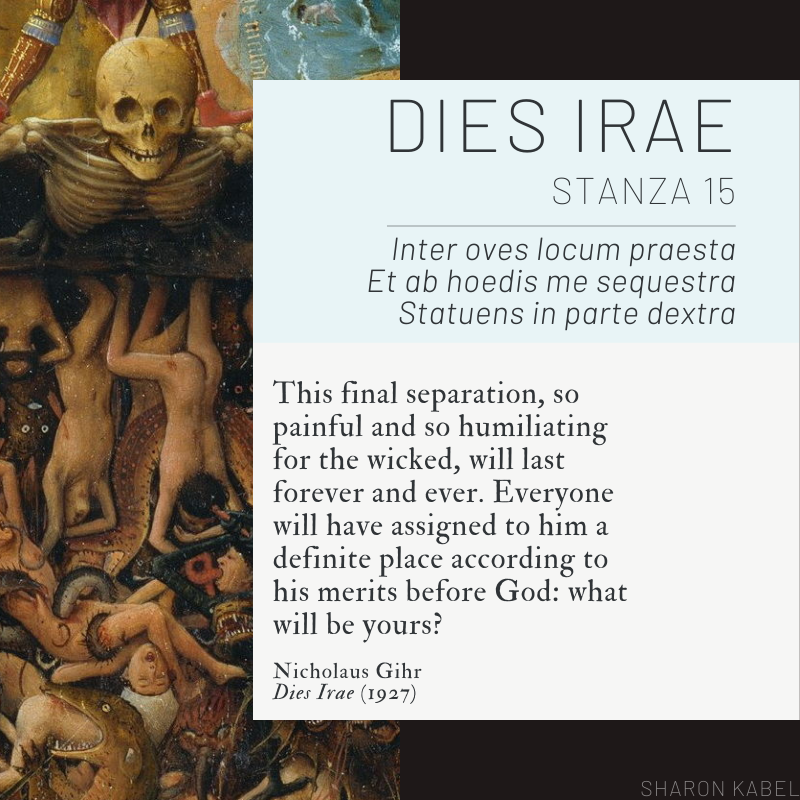 DIES IRAE
STANZA 15
Inter oves locum praesta
Et ab hoedis me sequestra
Statuens in parte dextra
This final separation, so
painful and so humiliating
for the wicked, will last
forever and ever. Everyone
will have assigned to him a
definite place according to
his merits before God: what
will be yours?
Nicholaus Gihr
Dies Irae (1927)
SHARON KABEL